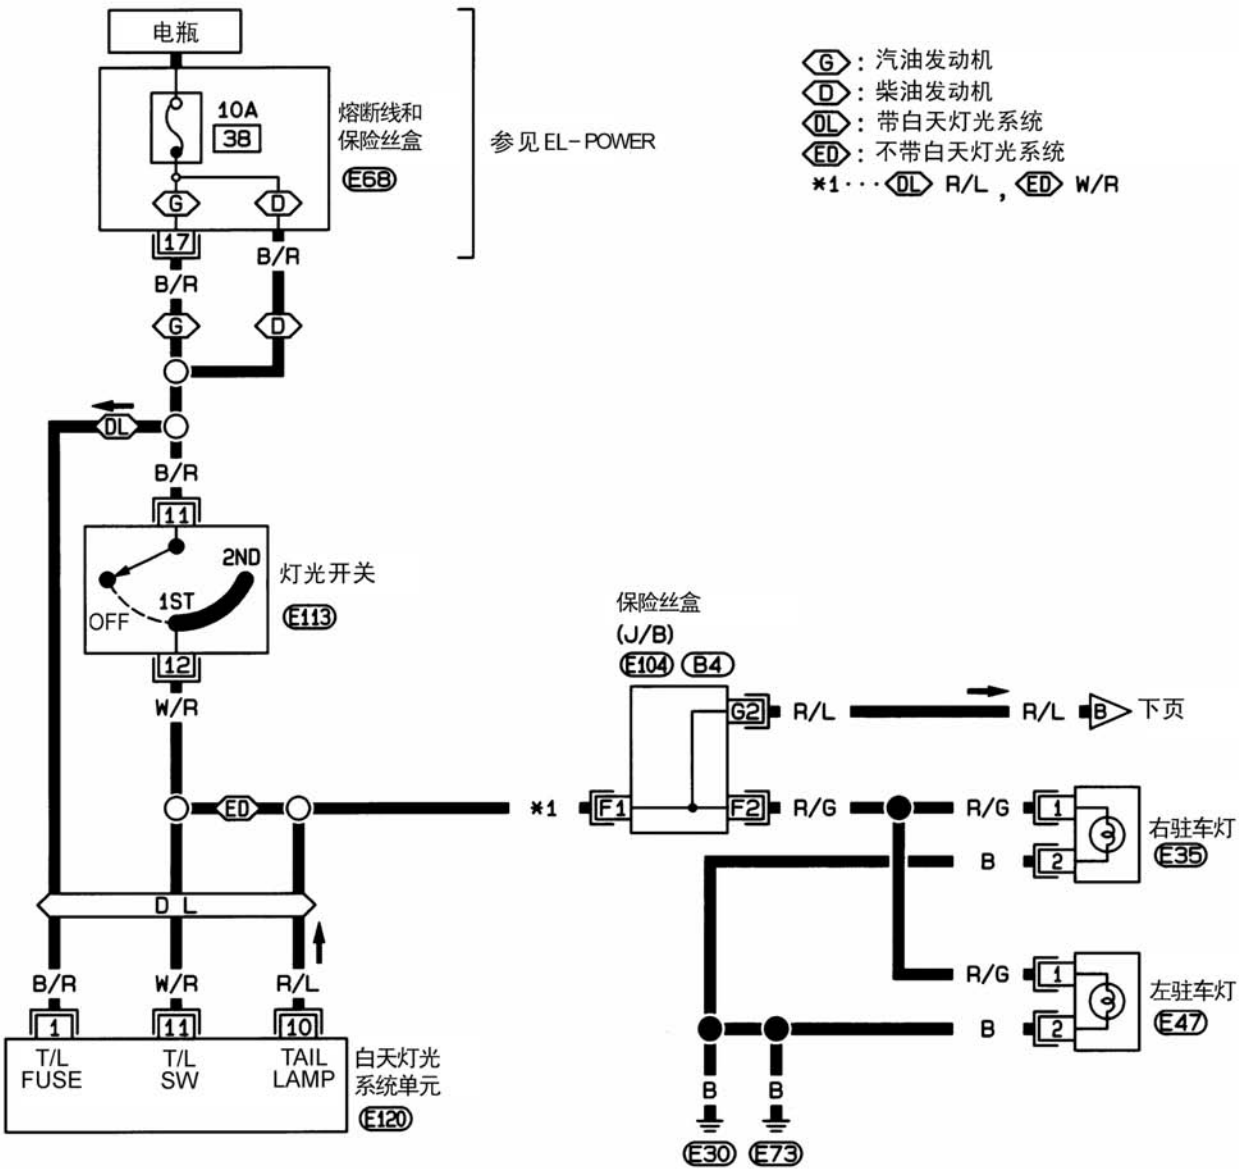 电瓶
10A
38
熔断线和
保险丝盒
E68
参见EL-POWER
G : 汽油发动机
D : 柴油发动机
DL : 带白天灯光系统
ED : 不带白天灯光系统
*1··· DL R/L , ED W/R
G
D
17
B/R
B/R
G
D
DL
B/R
11
2ND
1ST
OFF
灯光开关
E113
12
W/R
保险丝盒
(J/B)
E104 B4
G2
R/L
R/L
B
下页
ED
*1
F1
F2
R/G
R/G
1
右驻车灯
E35
B
2
D L
R/G
1
左驻车灯
E47
B
2
B/R
W/R
R/L
1
11
10
T/L
FUSE
T/L
SW
TAIL
LAMP
白天灯光
系统单元
E120
B
B
E30
E73